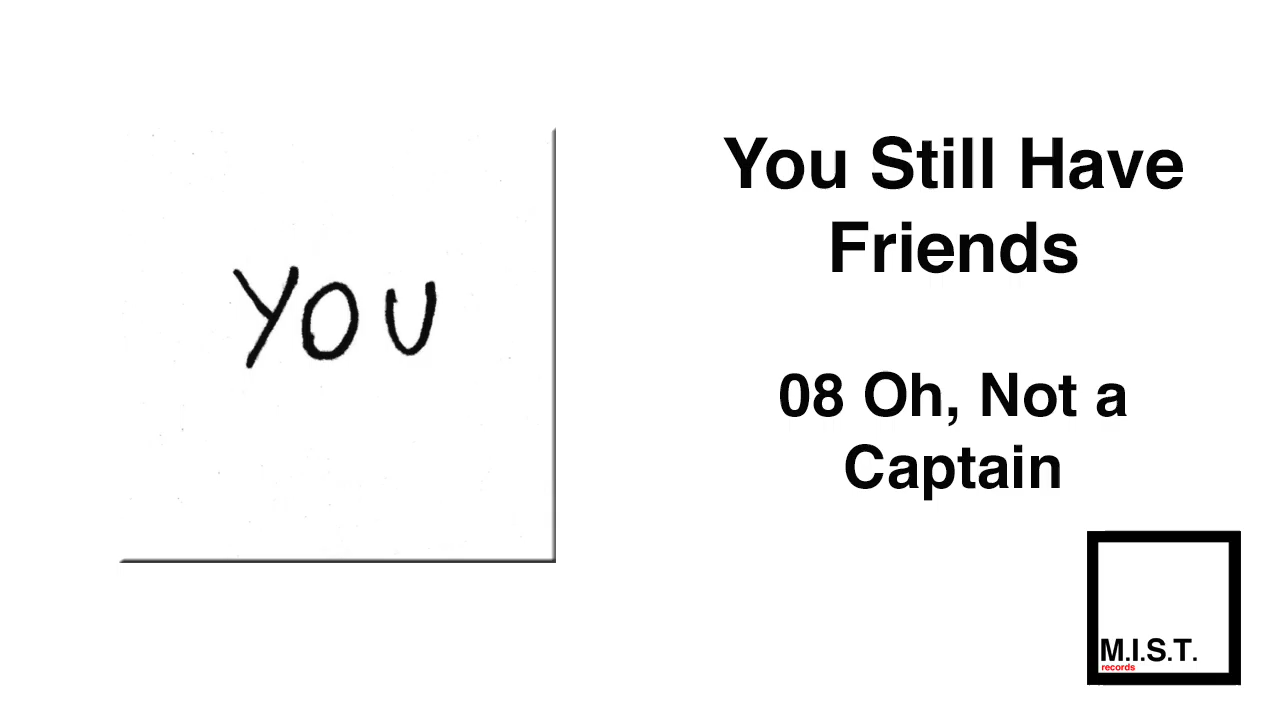 YOU
You Still Have
Friends
08 Oh, Not a
Captain
M.I.S.T.
records